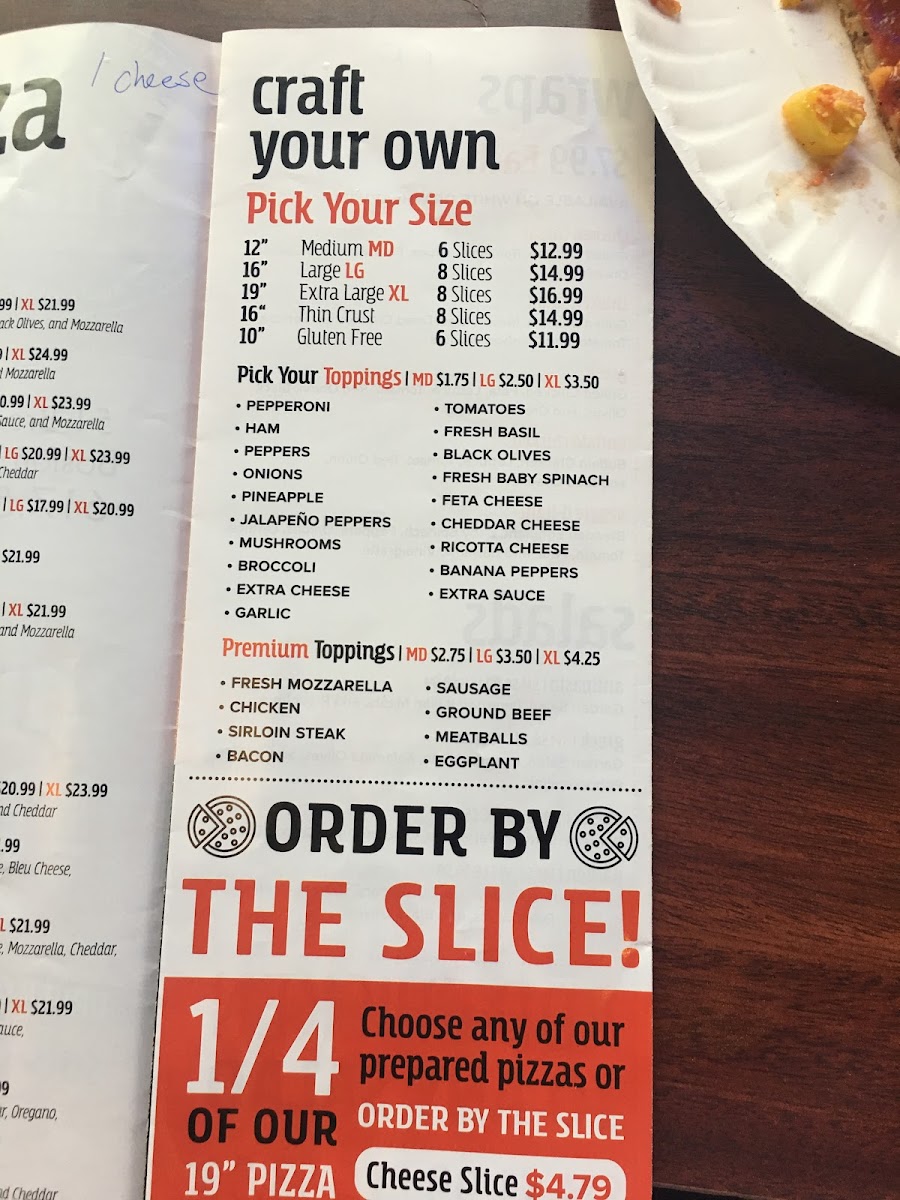 za
1 cheese
99 | XL $21.99
ack Olives, and Mozzarella
| XL $24.99
d Mozzarella
0.99 | XL $23.99
Sauce, and Mozzarella
| LG $20.99 | XL $23.99
Cheddar
| LG $17.99 | XL $20.99
$21.99
| XL $21.99
and Mozzarella
$20.99 | XL $23.99
nd Cheddar
.99
e, Bleu Cheese,
L $21.99
e, Mozzarella, Cheddar,
| XL $21.99
auce,
99
ar, Oregano,
nd Cheddar
craft
your own
Pick Your Size
12” Medium MD 6 Slices $12.99
16” Large LG 8 Slices $14.99
19” Extra Large XL 8 Slices $16.99
16“ Thin Crust 8 Slices $14.99
10” Gluten Free 6 Slices $11.99
Pick Your Toppings | MD $1.75 | LG $2.50 | XL $3.50
• PEPPERONI
• HAM
• PEPPERS
• ONIONS
• PINEAPPLE
• JALAPEÑO PEPPERS
• MUSHROOMS
• BROCCOLI
• EXTRA CHEESE
• GARLIC
• TOMATOES
• FRESH BASIL
• BLACK OLIVES
• FRESH BABY SPINACH
• FETA CHEESE
• CHEDDAR CHEESE
• RICOTTA CHEESE
• BANANA PEPPERS
• EXTRA SAUCE
Premium Toppings | MD $2.75 | LG $3.50 | XL $4.25
• FRESH MOZZARELLA
• CHICKEN
• SIRLOIN STEAK
• BACON
• SAUSAGE
• GROUND BEEF
• MEATBALLS
• EGGPLANT
ORDER BY
THE SLICE!
1/4
OF OUR
19” PIZZA
Choose any of our
prepared pizzas or
ORDER BY THE SLICE
Cheese Slice $4.79